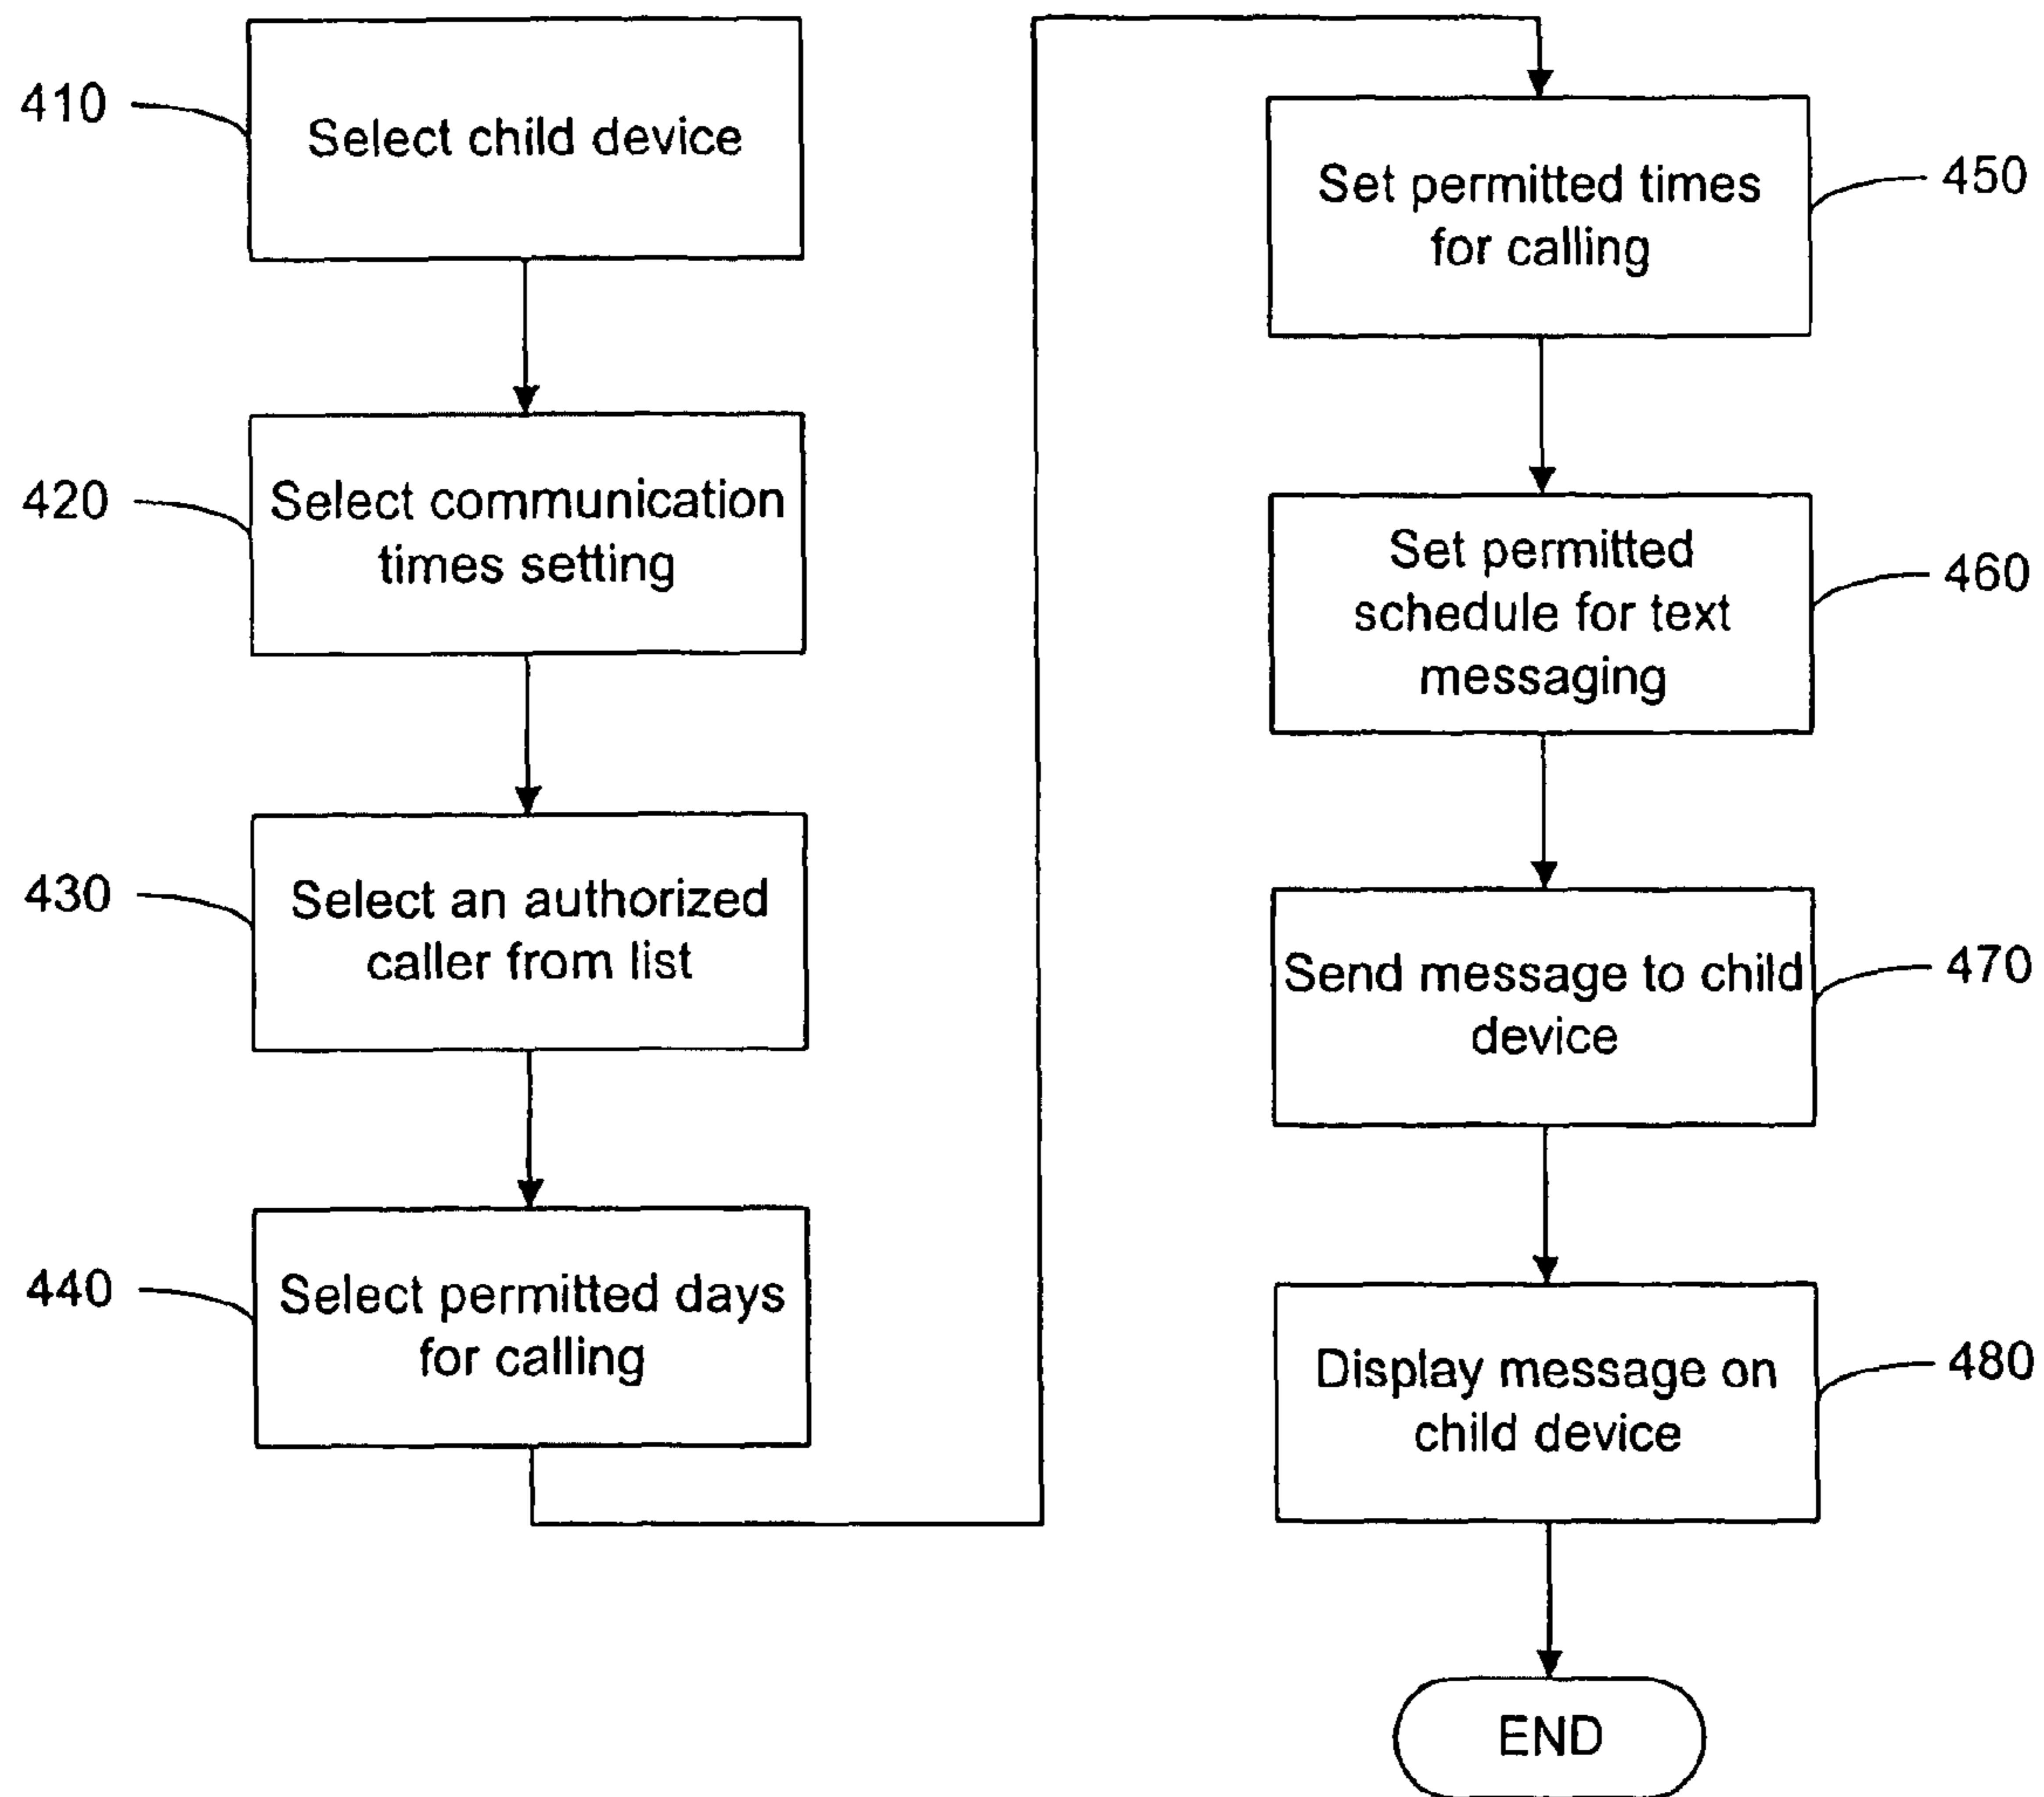 410
Select child device
420
Select communication
times setting
430
Select an authorized
caller from list
440
Select permitted days
for calling
450
Set permitted times
for calling
460
Set permitted
schedule for text
messaging
470
Send message to child
device
480
Display message on
child device
END